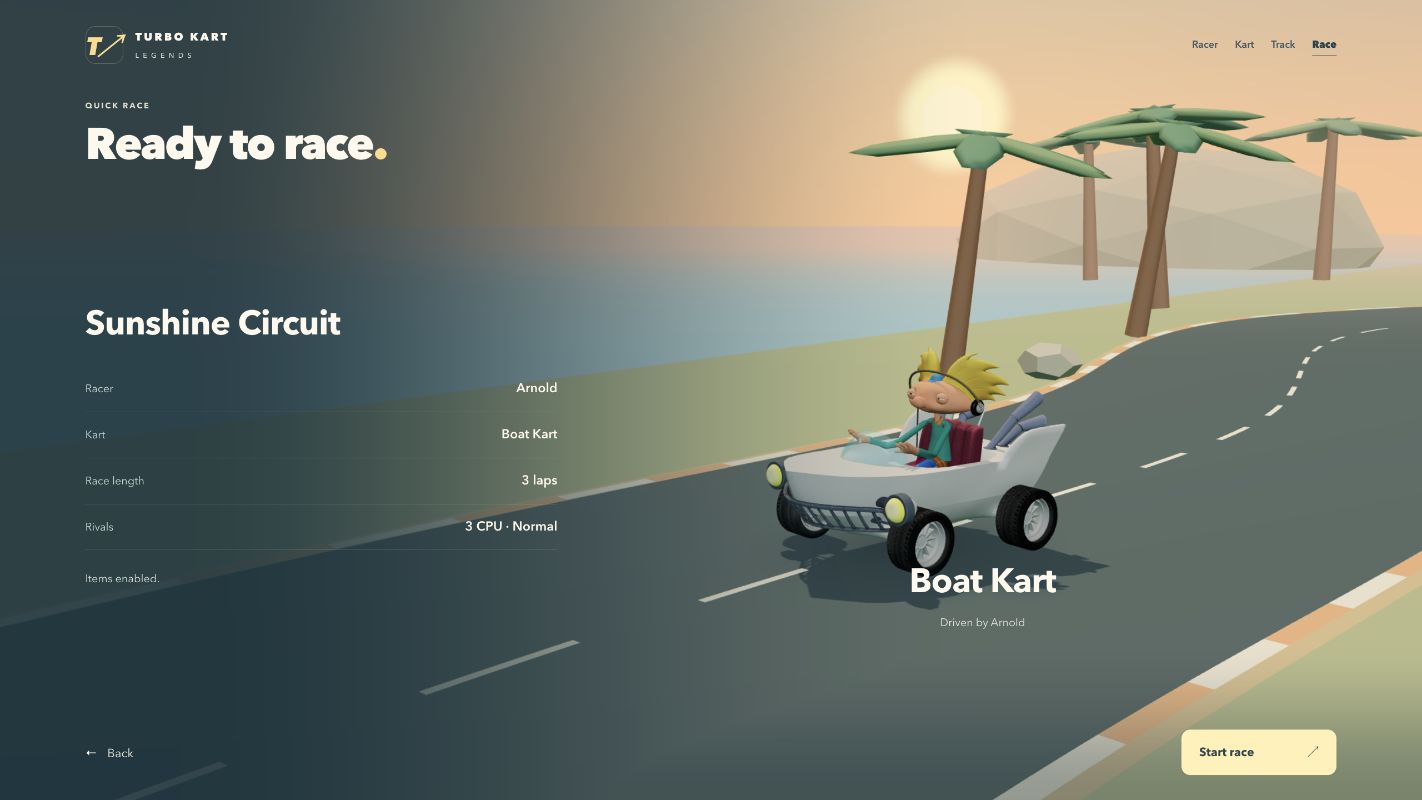 TURBO KART
LEGENDS
Racer Kart Track Race
QUICK RACE
Ready to race.
Sunshine Circuit
Racer Arnold
Kart Boat Kart
Race length 3 laps
Rivals 3 CPU · Normal
Items enabled.
Boat Kart
Driven by Arnold
← Back
Start race